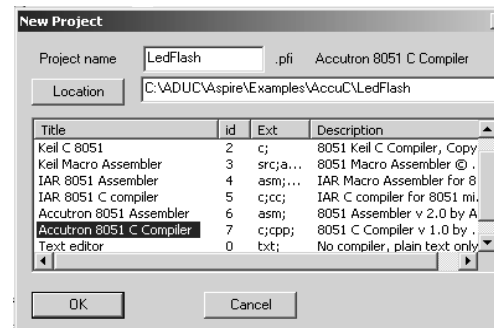 New Project
Project name LedFlash .pfi Accutron 8051 C Compiler
Location C:\ADUC\Aspire\Examples\AccuC\LedFlash
Title id Ext Description
Keil C 8051 2 c; 8051 Keil C Compiler, Copy
Keil Macro Assembler 3 src;a... 8051 Macro Assembler © .
IAR 8051 Assembler 4 asm;... IAR Macro Assembler for 8
IAR 8051 C compiler 5 c;cc; IAR C compiler for 8051 mi.
Accutron 8051 Assembler 6 asm; 8051 Assembler v 2.0 by A
Accutron 8051 C Compiler 7 c;cpp; 8051 C Compiler v 1.0 by .
Text editor 0 txt; No compiler, plain text only
OK Cancel